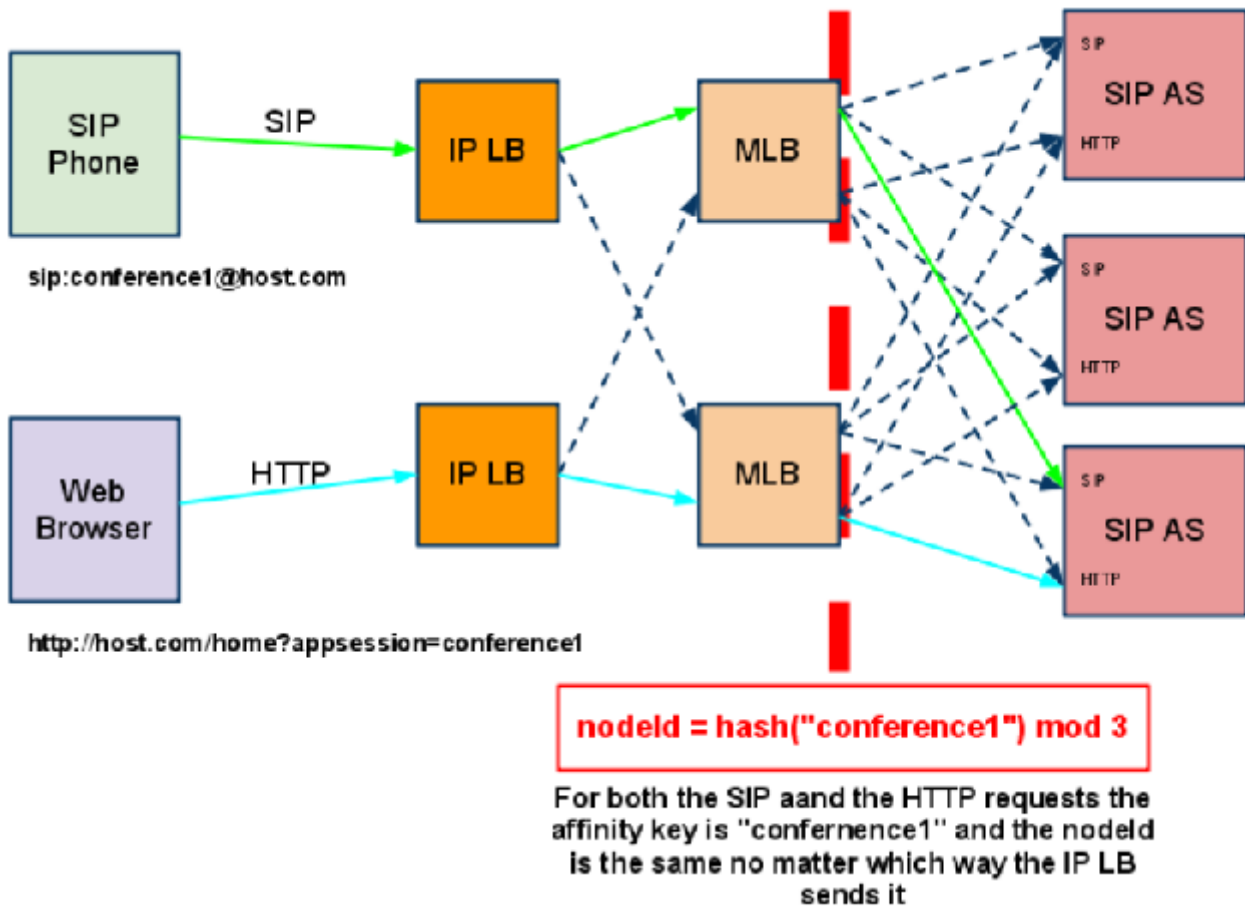 SIP
Phone
SIP
IP LB
MLB
SIP
SIP AS
HTTP
sip:conference1@host.com
SIP
SIP AS
HTTP
Web
Browser
HTTP
IP LB
MLB
SIP
SIP AS
HTTP
http://host.com/home?appsession=conference1
nodeId = hash("conference1") mod 3
For both the SIP aand the HTTP requests the
affinity key is "confernence1" and the nodeId
is the same no matter which way the IP LB
sends it